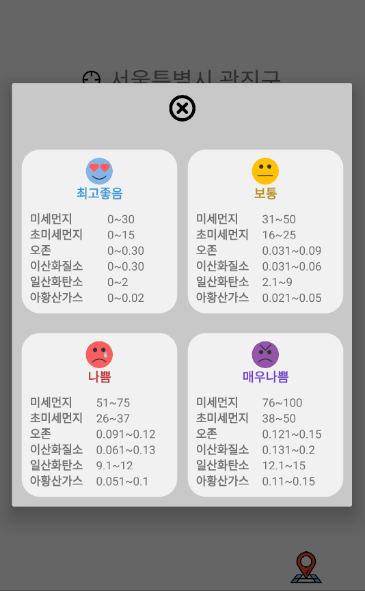 서울특별시 광진구
최고좋음
미세먼지 0~30
초미세먼지 0~15
오존 0~0.30
이산화질소 0~0.30
일산화탄소 0~2
아황산가스 0~0.02
보통
미세먼지 31~50
초미세먼지 16~25
오존 0.031~0.09
이산화질소 0.031~0.06
일산화탄소 2.1~9
아황산가스 0.021~0.05
나쁨
미세먼지 51~75
초미세먼지 26~37
오존 0.091~0.12
이산화질소 0.061~0.13
일산화탄소 9.1~12
아황산가스 0.051~0.1
매우나쁨
미세먼지 76~100
초미세먼지 38~50
오존 0.121~0.15
이산화질소 0.131~0.2
일산화탄소 12.1~15
아황산가스 0.11~0.15